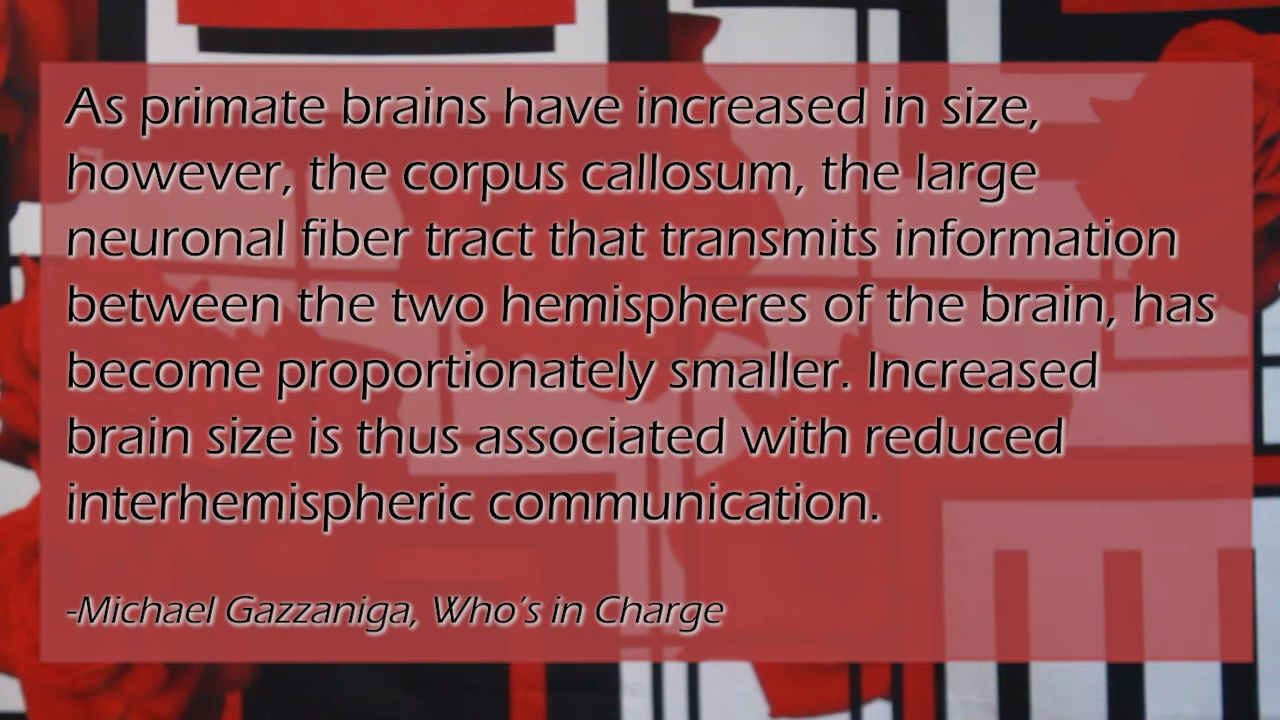 As primate brains have increased in size,
however, the corpus callosum, the large
neuronal fiber tract that transmits information
between the two hemispheres of the brain, has
become proportionately smaller. Increased
brain size is thus associated with reduced
interhemispheric communication.
-Michael Gazzaniga, Who's in Charge